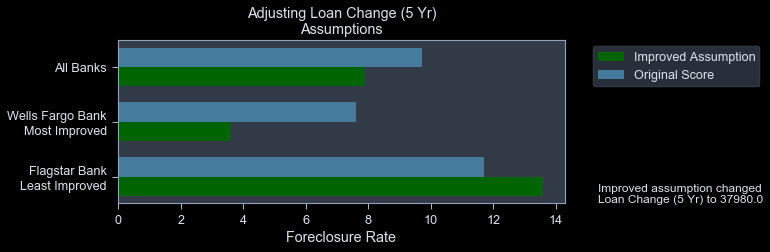 Adjusting Loan Change (5 Yr)
Assumptions
Improved Assumption
Original Score
All Banks
Wells Fargo Bank
Most Improved
Flagstar Bank
Least Improved
Improved assumption changed
Loan Change (5 Yr) to 37980.0
0 2 4 6 8 10 12 14
Foreclosure Rate